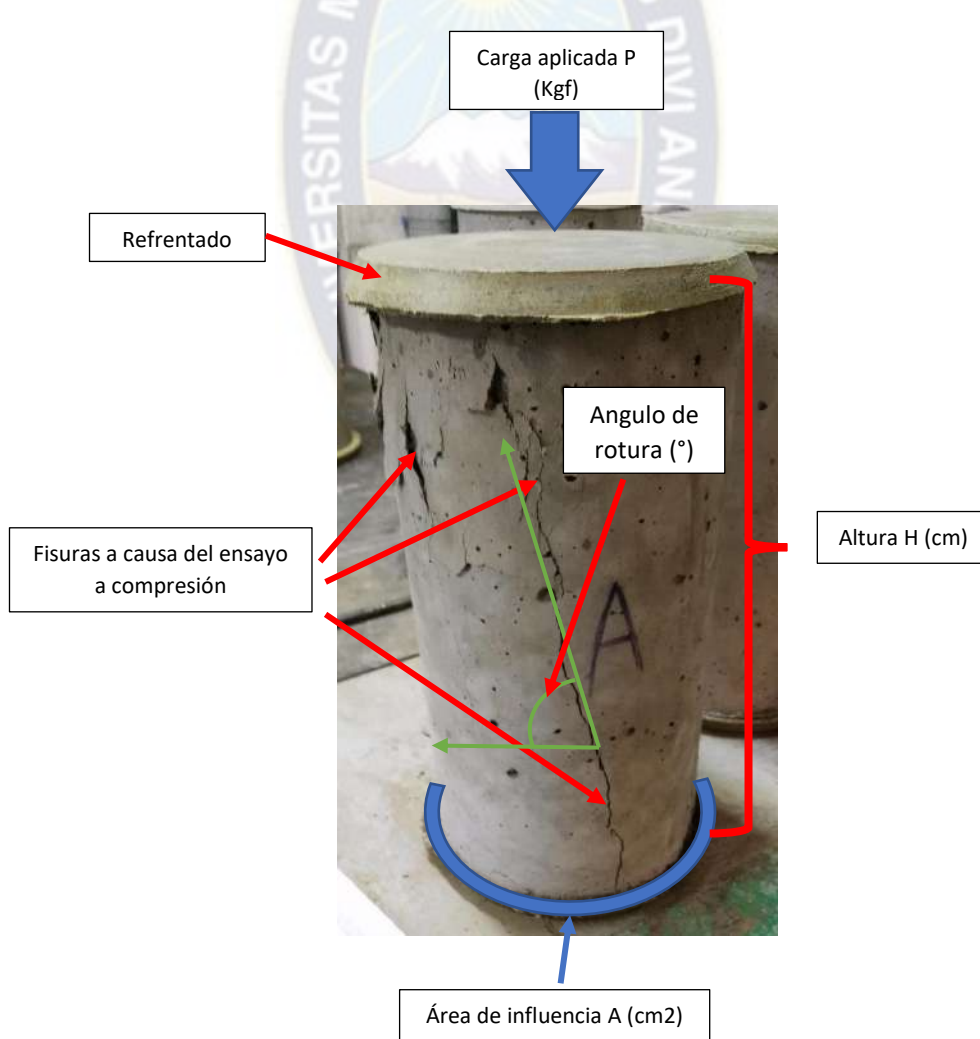 Carga aplicada P
(Kgf)
Refrentado
Angulo de
rotura (°)
Altura H (cm)
Fisuras a causa del ensayo
a compresión
A
Área de influencia A (cm2)